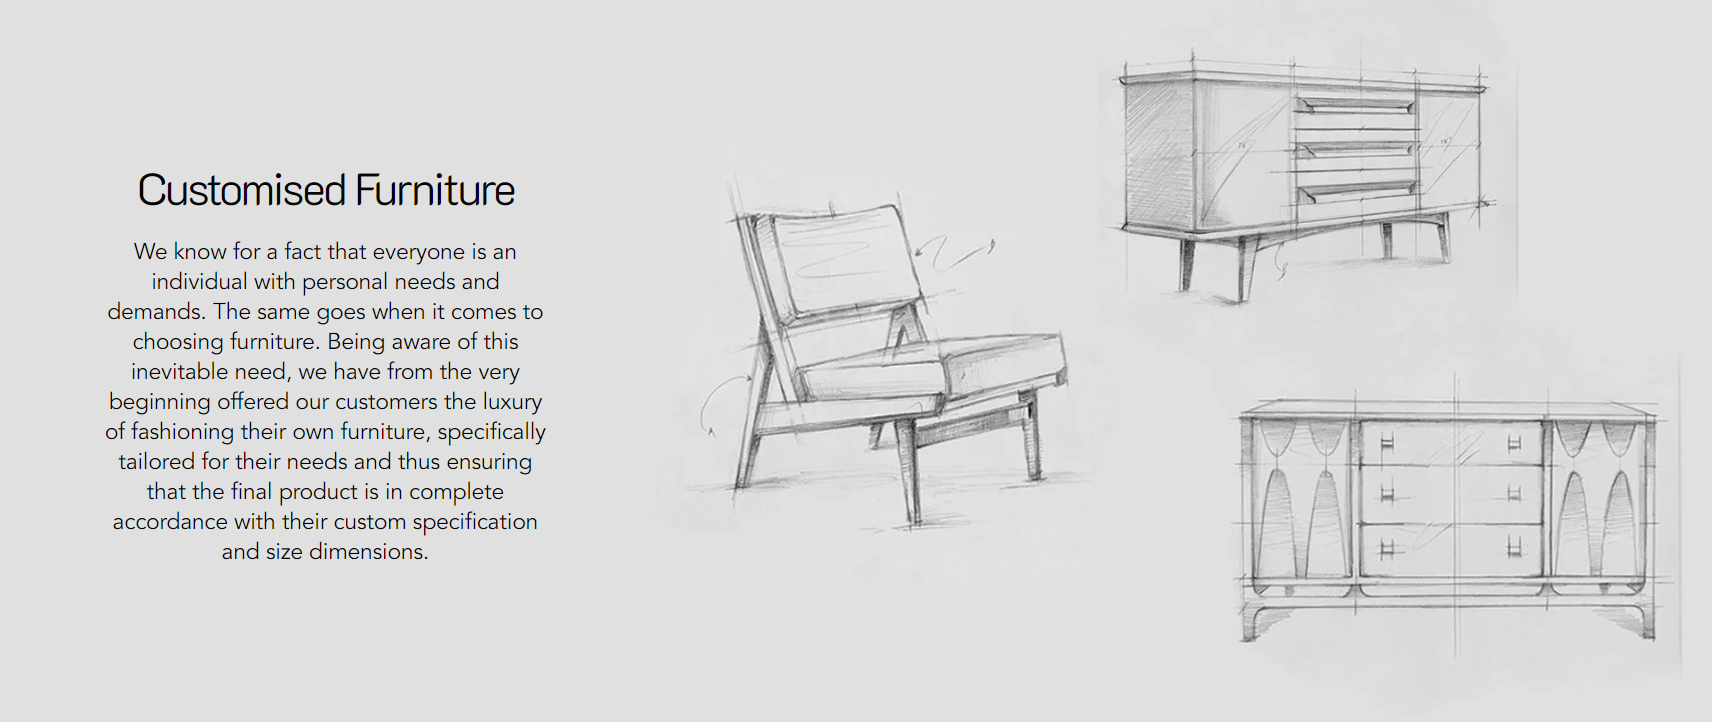 Customised Furniture
We know for a fact that everyone is an
individual with personal needs and
demands. The same goes when it comes to
choosing furniture. Being aware of this
inevitable need, we have from the very
beginning offered our customers the luxury
of fashioning their own furniture, specifically
tailored for their needs and thus ensuring
that the final product is in complete
accordance with their custom specification
and size dimensions.